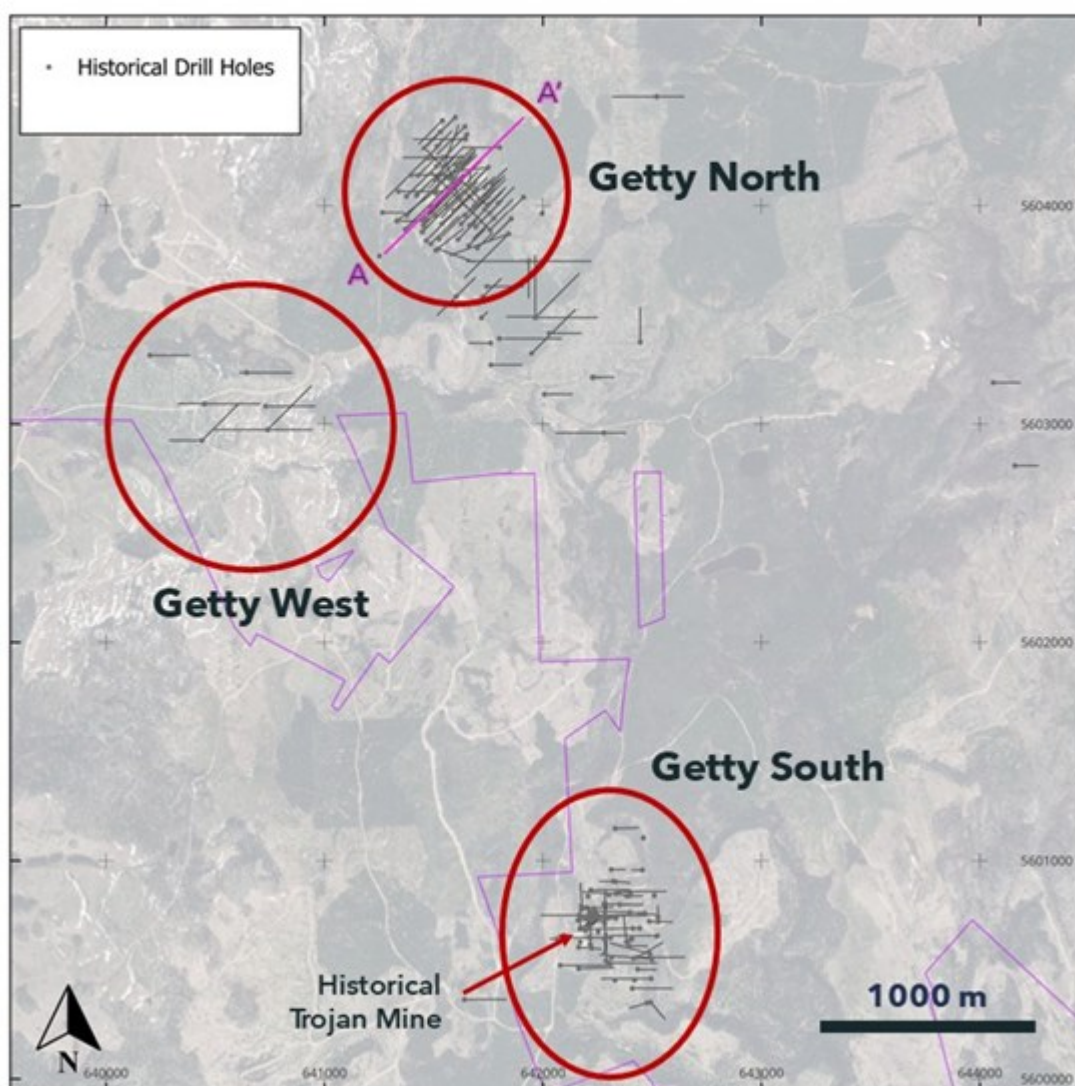 Historical Drill Holes
A'
Getty North
5604000
A
5603000
Getty West
5602000
Getty South
5601000
Historical
Trojan Mine
1000 m
N
640000
641000
642000
643000
644000
5600000